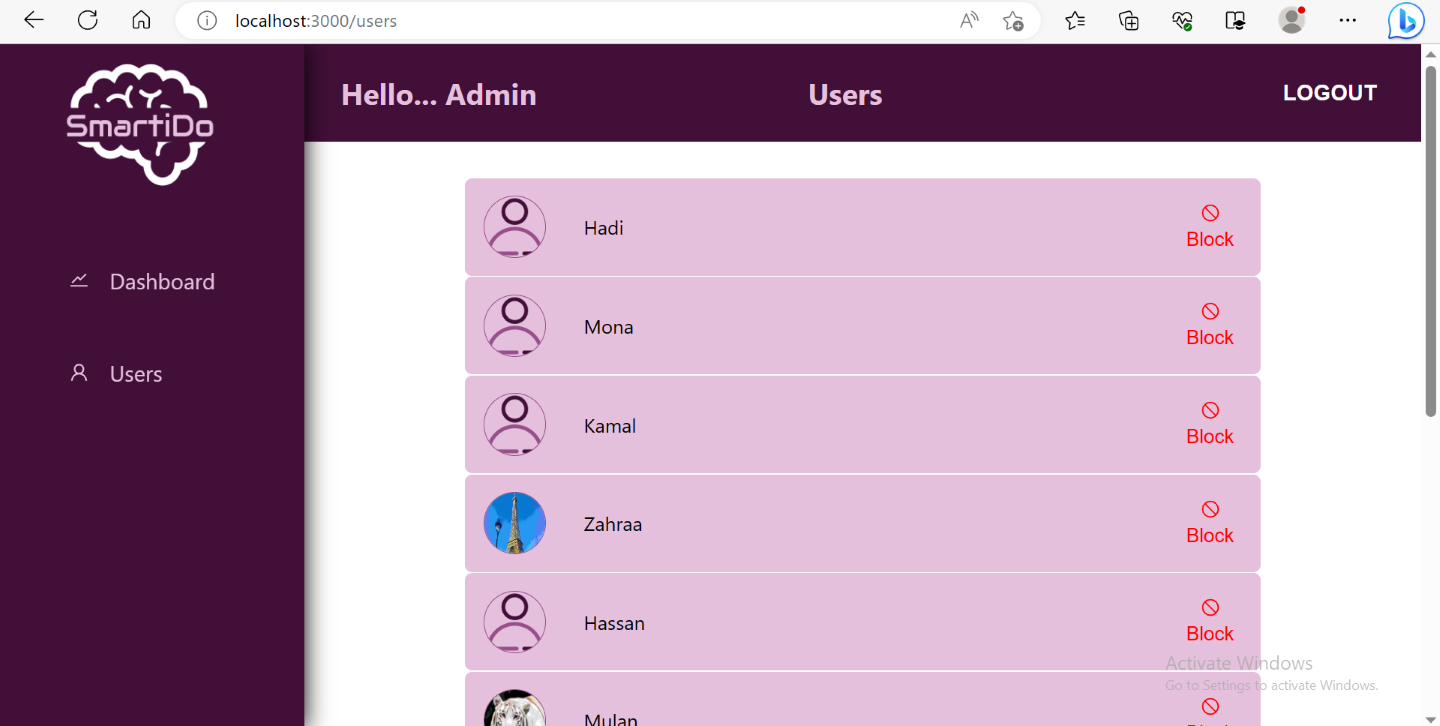 localhost:3000/users
SmartiDo
Hello... Admin
Users
LOGOUT
Dashboard
Users
Hadi
Block
Mona
Block
Kamal
Block
Zahraa
Block
Hassan
Block
Mulan
Activate Windows
Go to Settings to activate Windows.